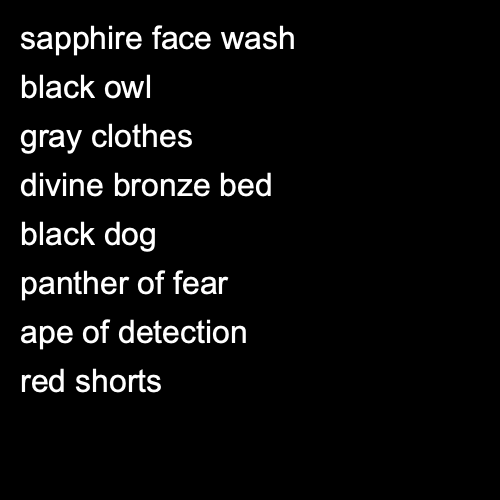 sapphire face wash
black owl
gray clothes
divine bronze bed
black dog
panther of fear
ape of detection
red shorts